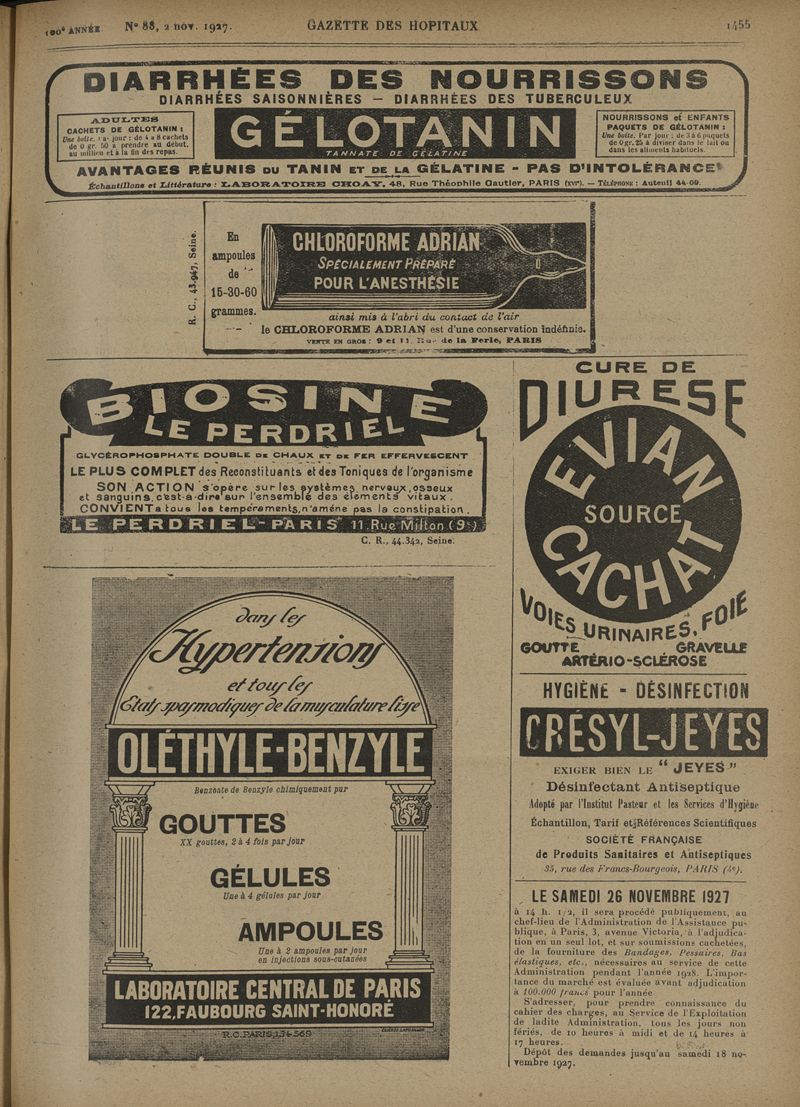 100e ANNÉE N° 88, 2 nov. 1927. GAZETTE DES HOPITAUX 1455
DIARRHÉES DES NOURRISSONS
DIARRHÉES SAISONNIÈRES — DIARRHÉES DES TUBERCULEUX
ADULTES
CACHETS DE GÉLOTANIN :
Une boîte. Par jour : de 4 à 8 cachets
de 0 gr. 50 à prendre au début,
au milieu et à la fin des repas.
GÉLOTANIN
TANNATE DE GÉLATINE
NOURRISSONS et ENFANTS
PAQUETS DE GÉLOTANIN :
Une boîte. Par jour : de 3 à 6 paquets
de 0 gr. 25 à diviser dans le lait ou
dans les aliments habituels.
AVANTAGES RÉUNIS DU TANIN ET DE LA GÉLATINE - PAS D'INTOLÉRANCE
Échantillons et Littérature : LABORATOIRE CHOAY, 48, Rue Théophile Gautier, PARIS (XVIe). — TÉLÉPHONE : Auteuil 44-09.
R. C., 43.947, Seine.
En
ampoules
de
15-30-60
grammes.
CHLOROFORME ADRIAN
SPÉCIALEMENT PRÉPARÉ
POUR L'ANESTHÉSIE
ainsi mis à l'abri du contact de l'air
le CHLOROFORME ADRIAN est d'une conservation indéfinie.
VENTE EN GROS : 9 et 11, Rue de la Perle, PARIS
BIOSINE
LE PERDRIEL
GLYCÉROPHOSPHATE DOUBLE DE CHAUX ET DE FER EFFERVESCENT
LE PLUS COMPLET des Reconstituants et des Toniques de l'organisme
SON ACTION s'opère sur les systèmes nerveux, osseux
et sanguins, c'est-à-dire sur l'ensemble des éléments vitaux.
CONVIENT a tous les tempéraments, n'amène pas la constipation.
LE PERDRIEL - PARIS 11, Rue Milton (9e)
C. R., 44.342, Seine.
dans les
Hypertensions
et tous les
États spasmodiques de la musculature lisse
OLÉTHYLE-BENZYLE
Benzoate de Benzyle chimiquement pur
GOUTTES
XX gouttes, 2 à 4 fois par jour
GÉLULES
Une à 4 gélules par jour
AMPOULES
Une à 2 ampoules par jour
en injections sous-cutanées
LABORATOIRE CENTRAL DE PARIS
122, FAUBOURG SAINT-HONORÉ
R.C. PARIS
CURE DE
DIURESE
EVIAN
SOURCE
CACHAT
VOIES URINAIRES, FOIE
GOUTTE GRAVELLE
ARTÉRIO-SCLÉROSE
HYGIÈNE - DÉSINFECTION
CRÉSYL-JEYES
EXIGER BIEN LE " JEYES "
Désinfectant Antiseptique
Adopté par l'Institut Pasteur et les Services d'Hygiène
Échantillon, Tarif et Références Scientifiques
SOCIÉTÉ FRANÇAISE
de Produits Sanitaires et Antiseptiques
35, rue des Francs-Bourgeois, PARIS (4e).
LE SAMEDI 26 NOVEMBRE 1927
à 14 h. 1/2, il sera procédé publiquement, au
chef-lieu de l'Administration de l'Assistance pu-
blique, à Paris, 3, avenue Victoria, à l'adjudica-
tion en un seul lot, et sur soumissions cachetées,
de la fourniture des Bandages, Pessaires, Bas
élastiques, etc., nécessaires au service de cette
Administration pendant l'année 1928. L'impor-
tance du marché est évaluée avant adjudication
à 100.000 francs pour l'année
S'adresser, pour prendre connaissance du
cahier des charges, au Service de l'Exploitation
de ladite Administration, tous les jours non
fériés, de 10 heures à midi et de 14 heures à
17 heures.
Dépôt des demandes jusqu'au samedi 18 no-
vembre 1927.